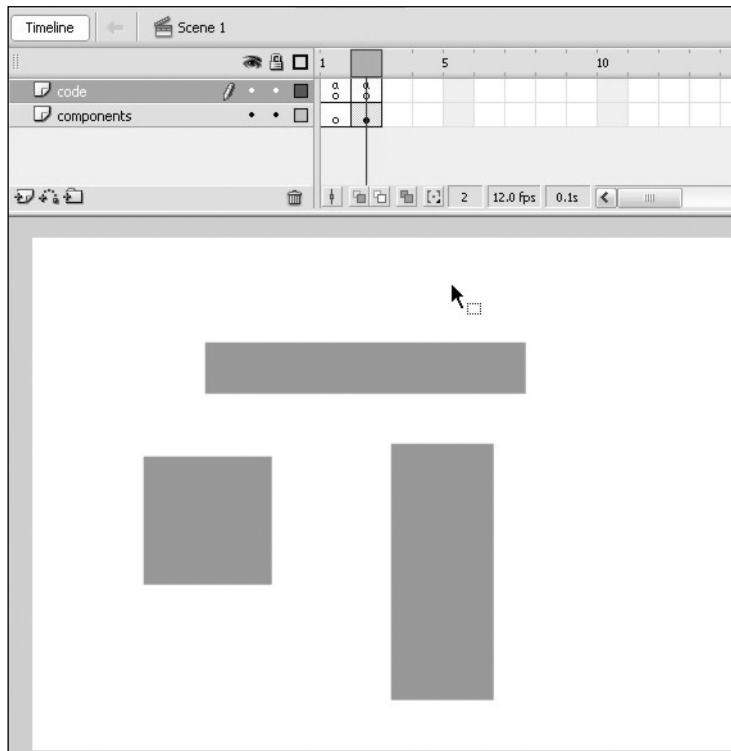 Timeline
Scene 1
1 5 10
code
a a
components
2 12.0 fps 0.1s